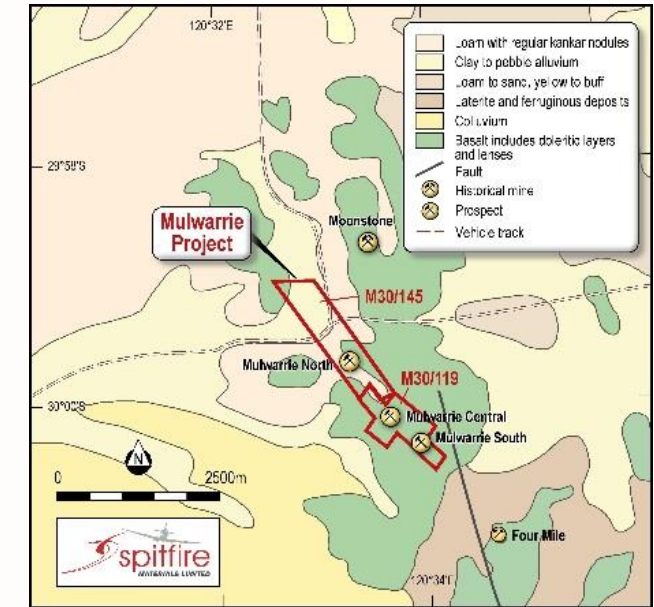 120°32'E
Loam with regular kankar nodules
Clay to pebble alluvium
Loam to sand, yellow to buff
Laterite and ferruginous deposits
Colluvium
Basalt includes doleritic layers
and lenses
Fault
Historical mine
Prospect
Vehicle track
29°58'S
Moonstone
Mulwarrie
Project
M30/145
Mulwarrie North
M30/119
30°00'S
Mulwarrie Central
Mulwarrie South
N
0
2500m
Four Mile
spitfire
MATERIALS LIMITED
120°34'E